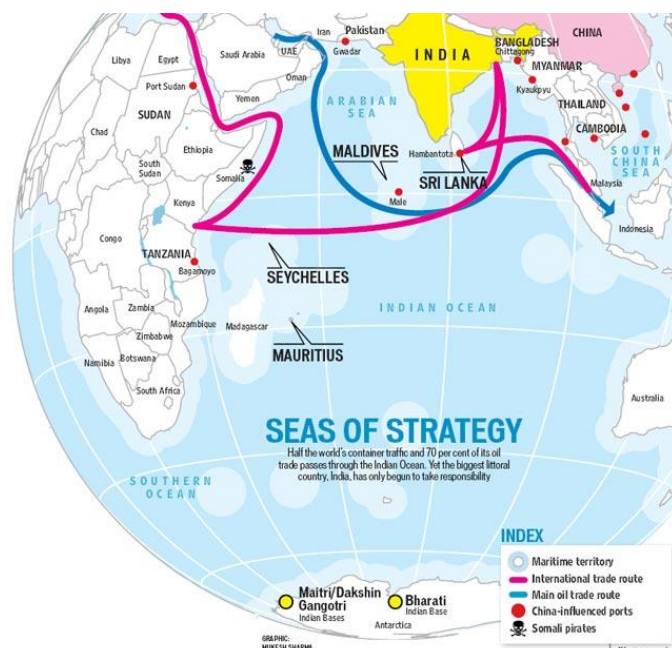 Iran
Pakistan
CHINA
Libya
Egypt
Saudi Arabia
UAE
Gwadar
INDIA
BANGLADESH
Chittagong
MYANMAR
Port Sudan
Oman
Kyaukpyu
Yemen
ARABIAN
SEA
THAILAND
SUDAN
Chad
CAMBODIA
Ethiopia
MALDIVES
Hambantota
SOUTH
CHINA
SEA
South
Sudan
Somalia
SRI LANKA
Malaysia
Kenya
Male
Indonesia
Congo
TANZANIA
Bagamoyo
SEYCHELLES
INDIAN OCEAN
Angola
Zambia
Mozambique
Madagascar
Zimbabwe
MAURITIUS
Namibia
Botswana
South Africa
Australia
SEAS OF STRATEGY
Half the world's container traffic and 70 per cent of its oil
trade passes through the Indian Ocean. Yet the biggest littoral
country, India, has only begun to take responsibility
SOUTHERN
OCEAN
INDEX
Maritime territory
International trade route
Main oil trade route
China-influenced ports
Somali pirates
Maitri/Dakshin
Gangotri
Indian Bases
Bharati
Indian Base
Antarctica
GRAPHIC: